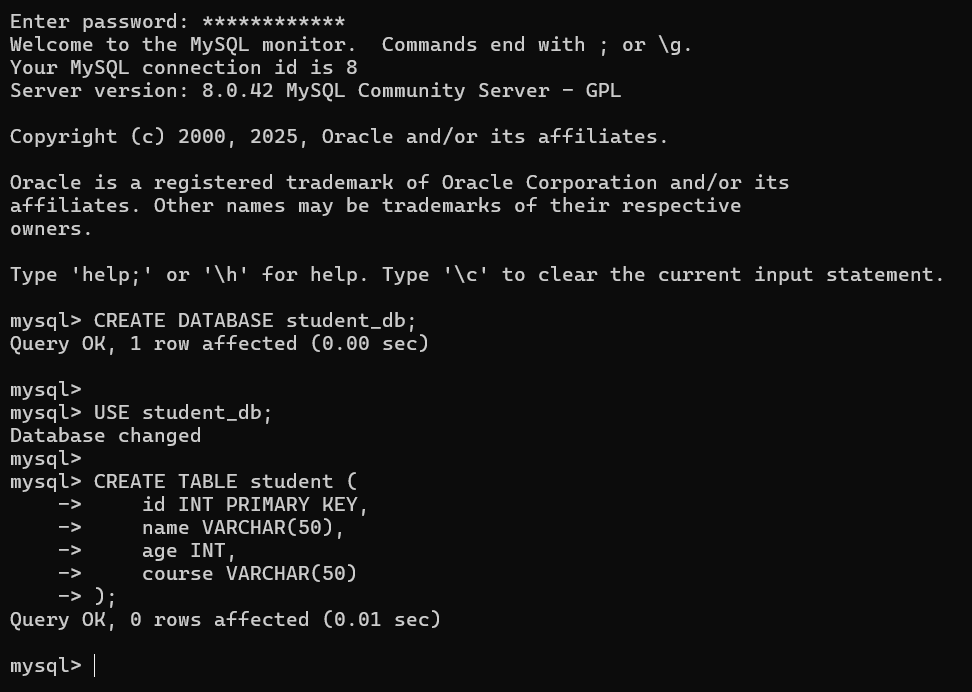 Enter password: ************
Welcome to the MySQL monitor.  Commands end with ; or \g.
Your MySQL connection id is 8
Server version: 8.0.42 MySQL Community Server - GPL

Copyright (c) 2000, 2025, Oracle and/or its affiliates.

Oracle is a registered trademark of Oracle Corporation and/or its
affiliates. Other names may be trademarks of their respective
owners.

Type 'help;' or '\h' for help. Type '\c' to clear the current input statement.

mysql> CREATE DATABASE student_db;
Query OK, 1 row affected (0.00 sec)

mysql>
mysql> USE student_db;
Database changed
mysql>
mysql> CREATE TABLE student (
    ->     id INT PRIMARY KEY,
    ->     name VARCHAR(50),
    ->     age INT,
    ->     course VARCHAR(50)
    -> );
Query OK, 0 rows affected (0.01 sec)

mysql>